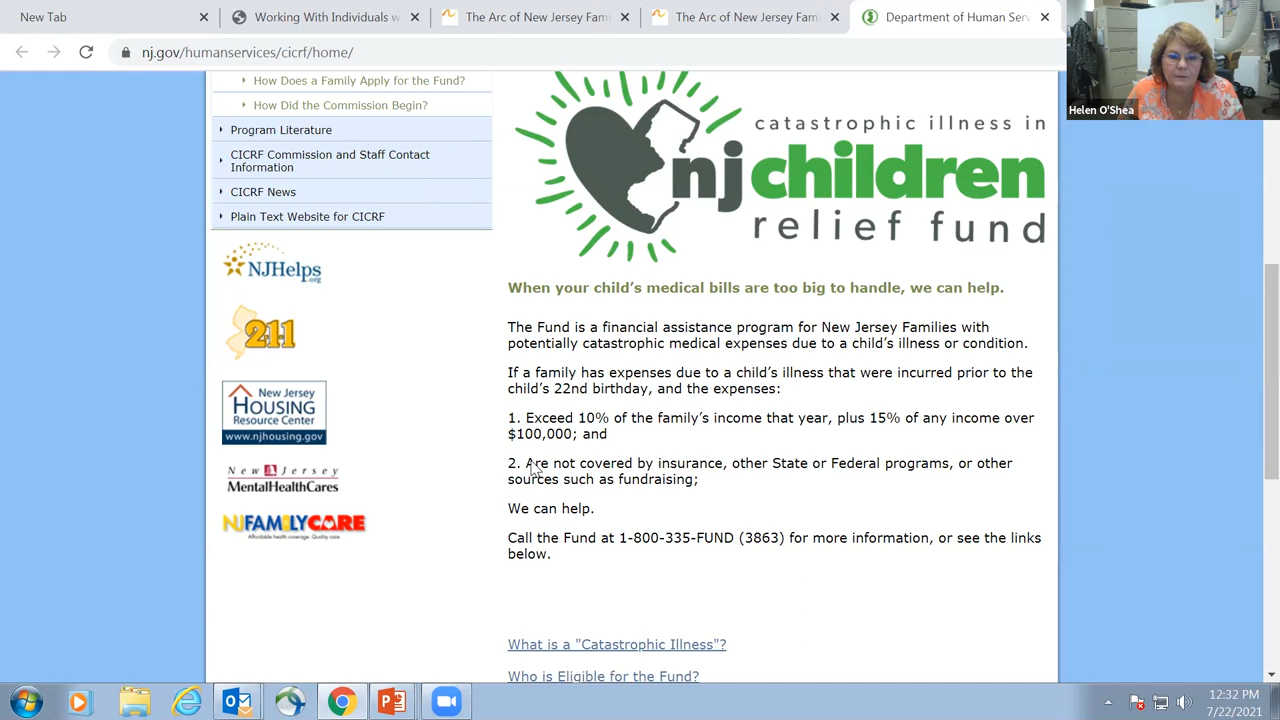 New Tab
Working With Individuals w
The Arc of New Jersey Fami
The Arc of New Jersey Fam
Department of Human Serv
nj.gov/humanservices/cicrf/home/
Helen O'Shea
How Does a Family Apply for the Fund?
How Did the Commission Begin?
Program Literature
CICRF Commission and Staff Contact
Information
CICRF News
Plain Text Website for CICRF
NJHelps
.org
211
New Jersey
HOUSING
RESOURCE CENTER
www.njhousing.gov
New Jersey
MentalHealthCares
NJFAMILYCARE
Affordable health coverage. Quality care.
catastrophic illness in
nj children
relief fund
When your child's medical bills are too big to handle, we can help.
The Fund is a financial assistance program for New Jersey Families with
potentially catastrophic medical expenses due to a child's illness or condition.
If a family has expenses due to a child's illness that were incurred prior to the
child's 22nd birthday, and the expenses:
1. Exceed 10% of the family's income that year, plus 15% of any income over
$100,000; and
2. Are not covered by insurance, other State or Federal programs, or other
sources such as fundraising;
We can help.
Call the Fund at 1-800-335-FUND (3863) for more information, or see the links
below.
What is a "Catastrophic Illness"?
Who is Eligible for the Fund?
12:32 PM
7/22/2021